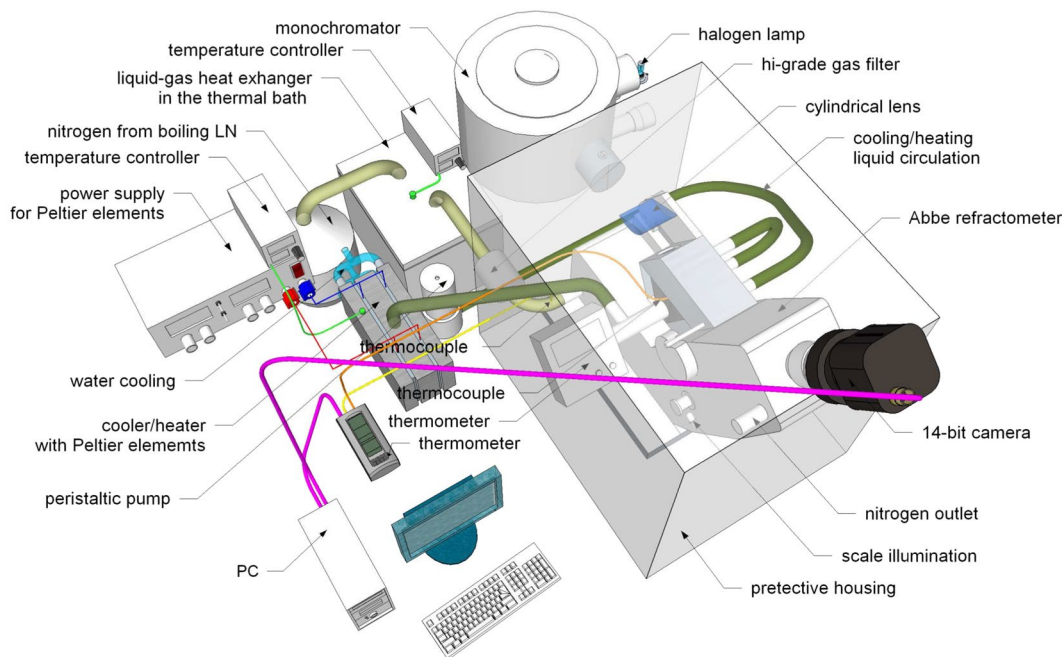 monochromator
temperature controller
liquid-gas heat exhanger
in the thermal bath
nitrogen from boiling LN
temperature controller
power supply
for Peltier elements
water cooling
cooler/heater
with Peltier elememts
peristaltic pump
PC
thermocouple
thermocouple
thermometer
thermometer
halogen lamp
hi-grade gas filter
cylindrical lens
cooling/heating
liquid circulation
Abbe refractometer
14-bit camera
nitrogen outlet
scale illumination
pretective housing